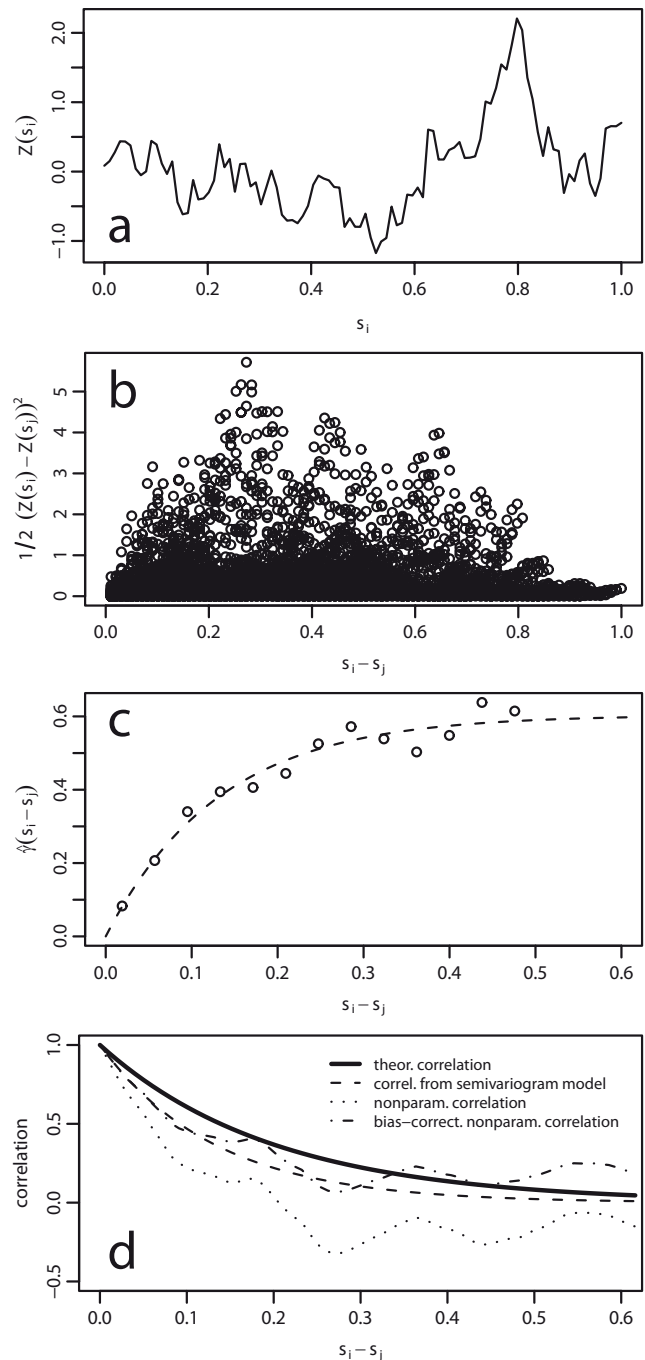 2.0
1.0
0.0
−1.0
Z(sᵢ)
a
0.0 0.2 0.4 0.6 0.8 1.0
sᵢ
5
4
3
2
1
0
1/2 (Z(sᵢ) − Z(sⱼ))²
b
0.0 0.2 0.4 0.6 0.8 1.0
sᵢ − sⱼ
0.6
0.4
0.2
0.0
γ̂(sᵢ − sⱼ)
c
0.0 0.1 0.2 0.3 0.4 0.5 0.6
sᵢ − sⱼ
1.0
0.5
0.0
−0.5
correlation
theor. correlation
correl. from semivariogram model
nonparam. correlation
bias−correct. nonparam. correlation
d
0.0 0.1 0.2 0.3 0.4 0.5 0.6
sᵢ − sⱼ